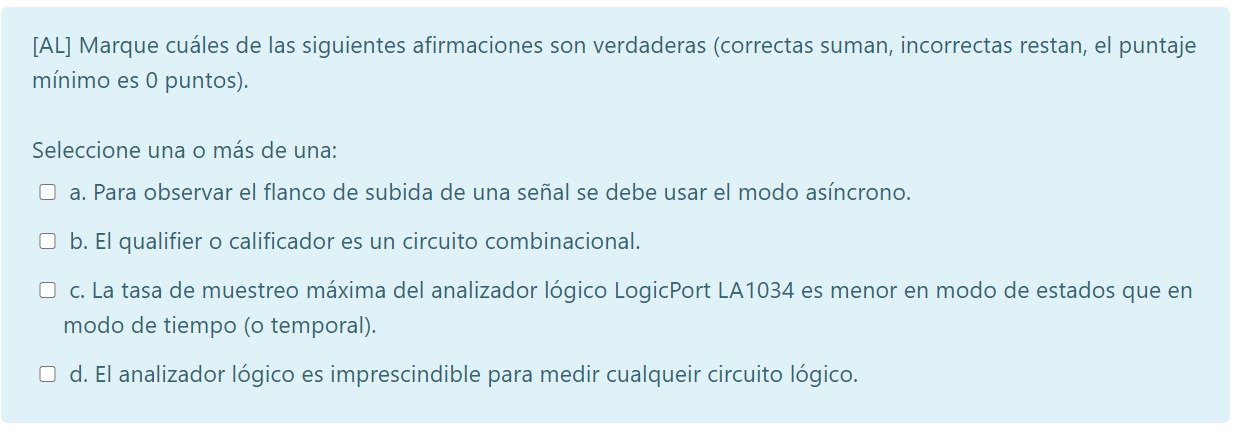 [AL] Marque cuáles de las siguientes afirmaciones son verdaderas (correctas suman, incorrectas restan, el puntaje
mínimo es 0 puntos).
Seleccione una o más de una:
a. Para observar el flanco de subida de una señal se debe usar el modo asíncrono.
b. El qualifier o calificador es un circuito combinacional.
c. La tasa de muestreo máxima del analizador lógico LogicPort LA1034 es menor en modo de estados que en
modo de tiempo (o temporal).
d. El analizador lógico es imprescindible para medir cualqueir circuito lógico.